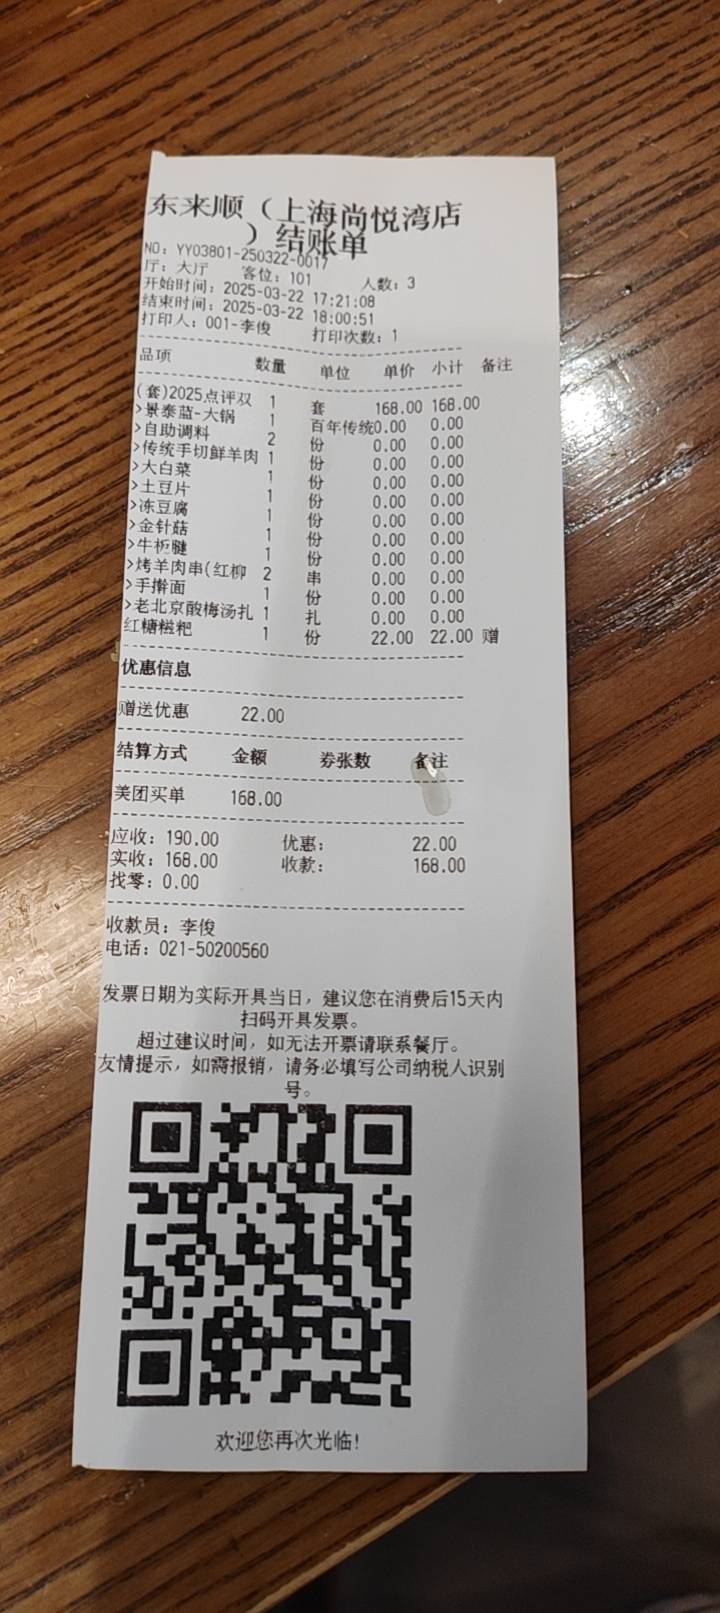 东来顺（上海尚悦湾店
）结账单
NO: YY03801-250322-0017
厅: 大厅 客位: 101 人数: 3
开始时间: 2025-03-22 17:21:08
结束时间: 2025-03-22 18:00:51
打印人: 001-李俊 打印次数: 1
品项 数量 单位 单价 小计 备注
(套)2025点评双 1 套 168.00 168.00
>景泰蓝-大锅 1 百年传统0.00 0.00
>自助调料 2 份 0.00 0.00
>传统手切鲜羊肉 1 份 0.00 0.00
>大白菜 1 份 0.00 0.00
>土豆片 1 份 0.00 0.00
>冻豆腐 1 份 0.00 0.00
>金针菇 1 份 0.00 0.00
>牛柜腱 1 份 0.00 0.00
>烤羊肉串(红柳 2 串 0.00 0.00
>手擀面 1 份 0.00 0.00
>老北京酸梅汤扎 1 扎 0.00 0.00
红糖糍粑 1 份 22.00 22.00 赠
优惠信息
赠送优惠 22.00
结算方式 金额 券张数 备注
美团买单 168.00
应收: 190.00 优惠: 22.00
实收: 168.00 收款: 168.00
找零: 0.00
收款员: 李俊
电话: 021-50200560
发票日期为实际开具当日，建议您在消费后15天内
扫码开具发票。
超过建议时间，如无法开票请联系餐厅。
友情提示，如需报销，请务必填写公司纳税人识别
号。
欢迎您再次光临!